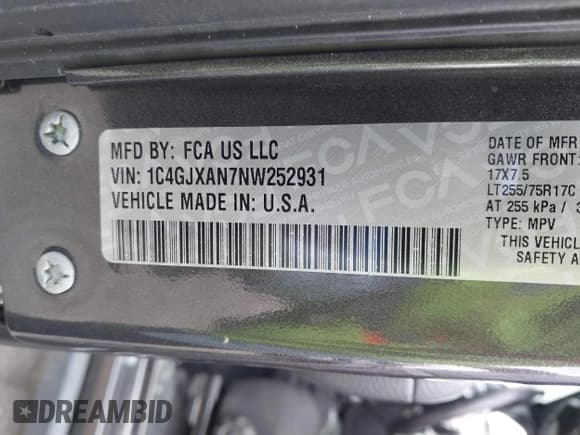 MFD BY: FCA US LLC
VIN: 1C4GJXAN7NW252931
VEHICLE MADE IN: U.S.A.
DATE OF MFR
GAWR FRONT:
17X7.5
LT255/75R17C
AT 255 kPa /
TYPE: MPV
THIS VEHICL
SAFETY A
DREAMBID